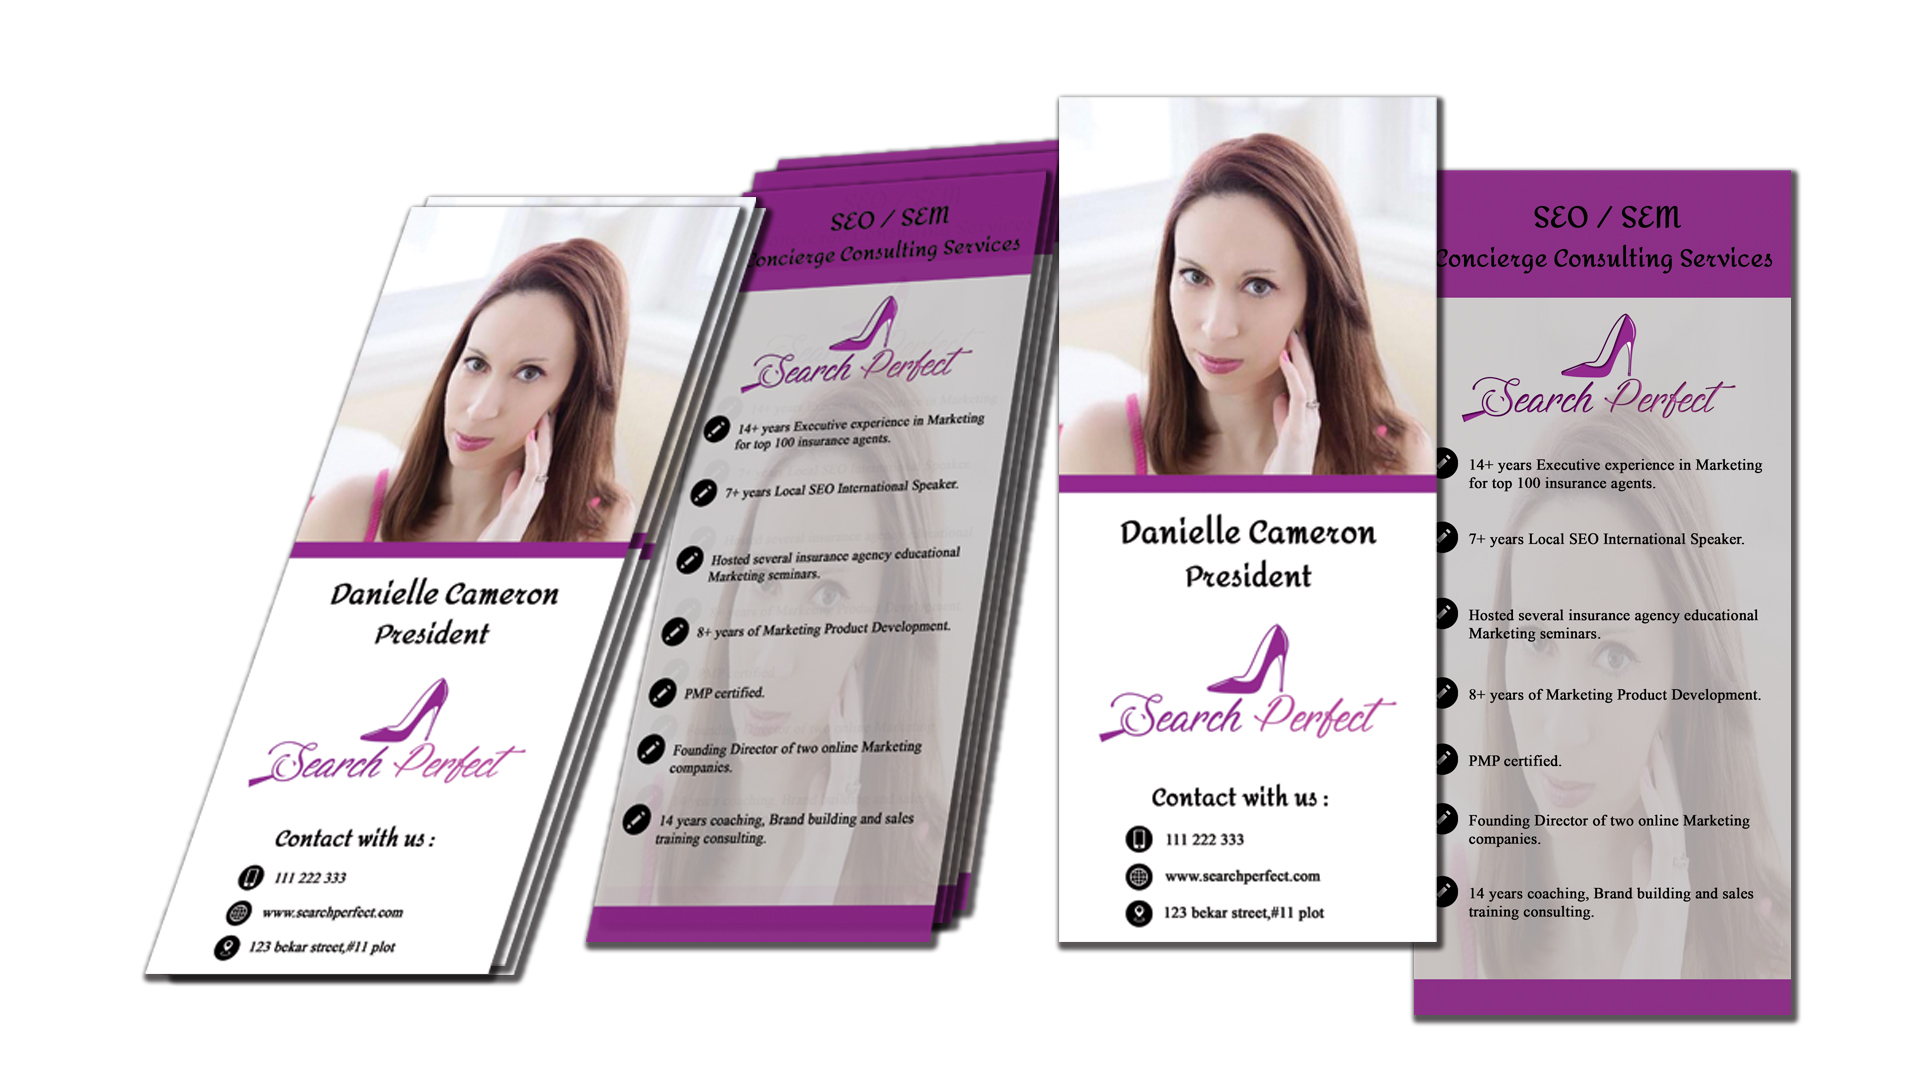 Danielle Cameron
President
Search Perfect
Contact with us :
111 222 333
www.searchperfect.com
123 bekar street,#11 plot
SEO / SEM
Concierge Consulting Services
Search Perfect
14+ years Executive experience in Marketing
for top 100 insurance agents.
7+ years Local SEO International Speaker.
Hosted several insurance agency educational
Marketing seminars.
8+ years of Marketing Product Development.
PMP certified.
Founding Director of two online Marketing
companies.
14 years coaching, Brand building and sales
training consulting.
Danielle Cameron
President
Search Perfect
Contact with us :
111 222 333
www.searchperfect.com
123 bekar street,#11 plot
SEO / SEM
Concierge Consulting Services
Search Perfect
14+ years Executive experience in Marketing
for top 100 insurance agents.
7+ years Local SEO International Speaker.
Hosted several insurance agency educational
Marketing seminars.
8+ years of Marketing Product Development.
PMP certified.
Founding Director of two online Marketing
companies.
14 years coaching, Brand building and sales
training consulting.